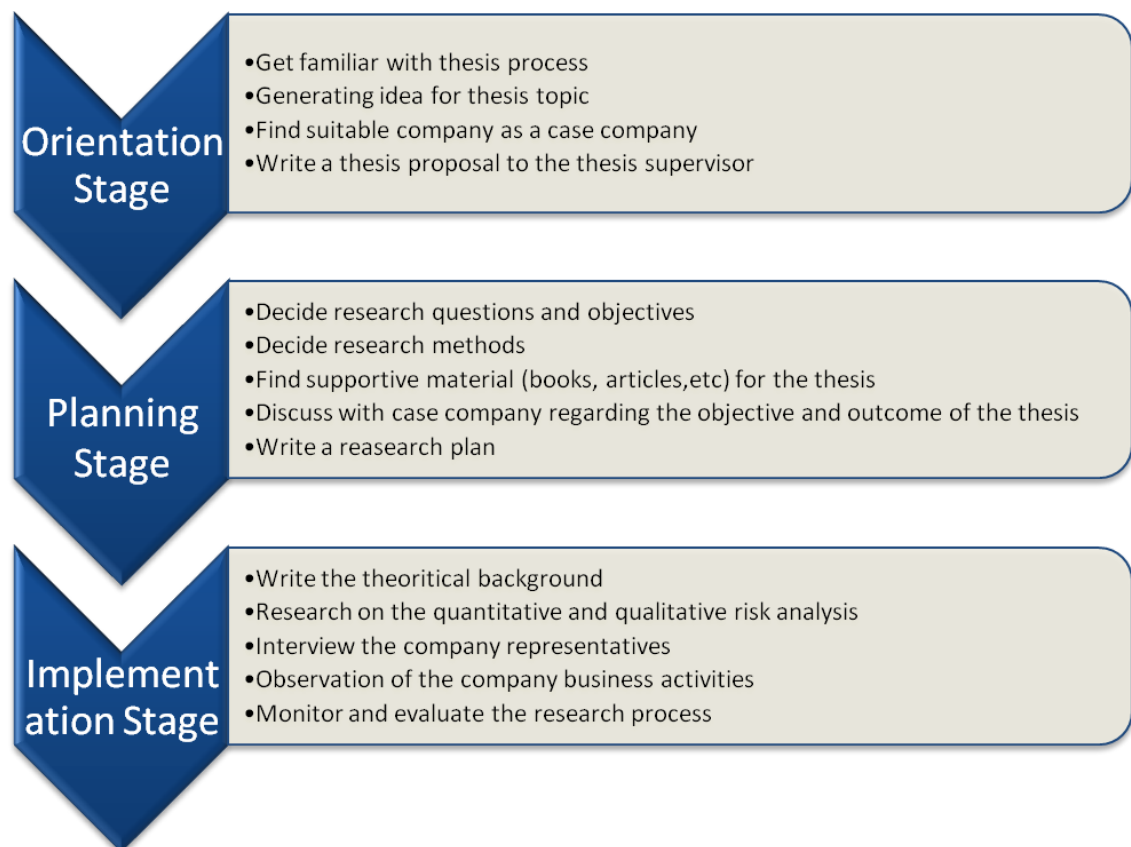 Orientation
Stage
•Get familiar with thesis process
•Generating idea for thesis topic
•Find suitable company as a case company
•Write a thesis proposal to the thesis supervisor
Planning
Stage
•Decide research questions and objectives
•Decide research methods
•Find supportive material (books, articles,etc) for the thesis
•Discuss with case company regarding the objective and outcome of the thesis
•Write a reasearch plan
Implement
ation Stage
•Write the theoritical background
•Research on the quantitative and qualitative risk analysis
•Interview the company representatives
•Observation of the company business activities
•Monitor and evaluate the research process